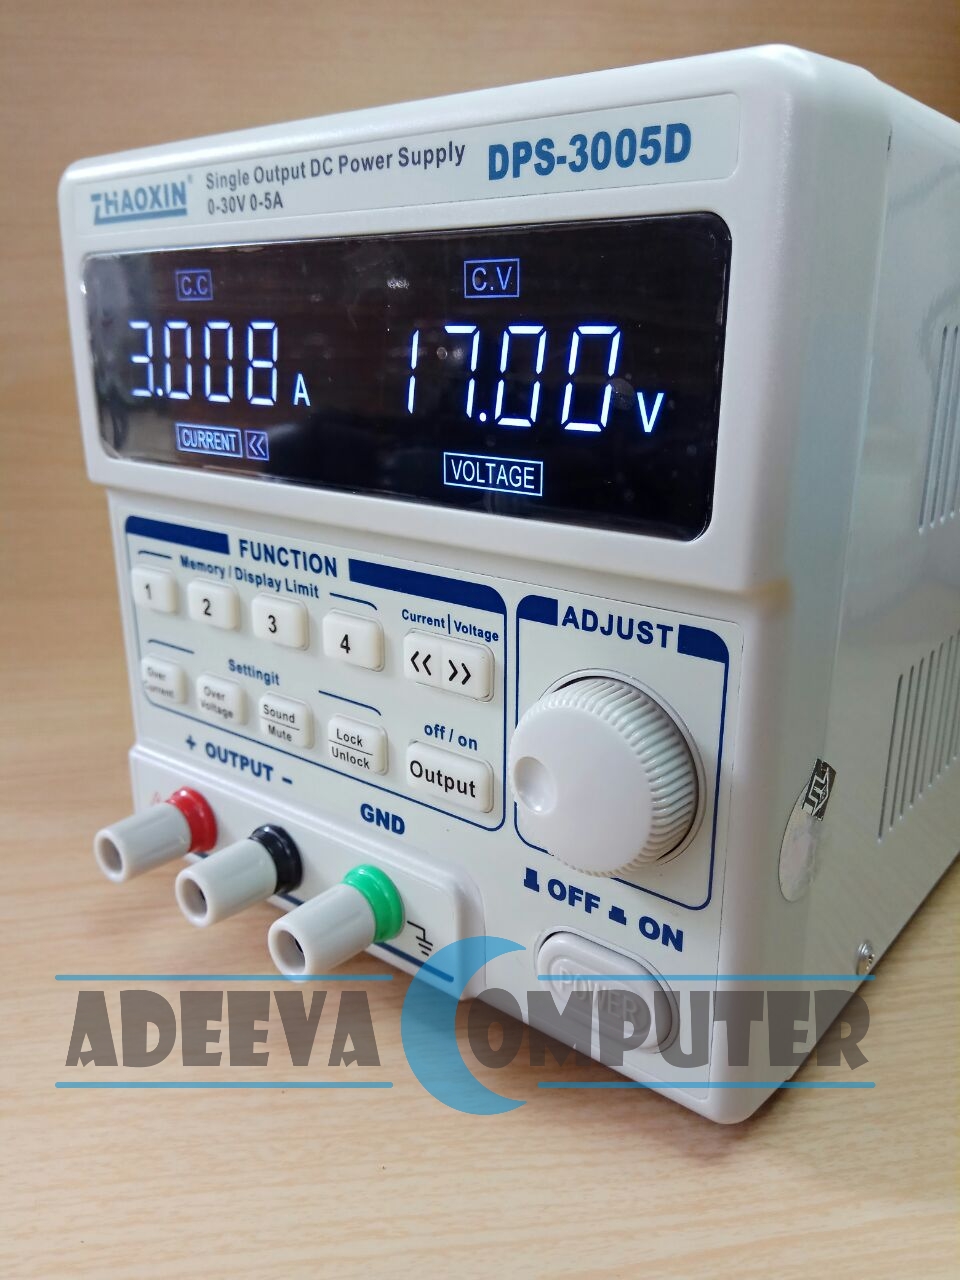 ZHAOXIN®
Single Output DC Power Supply
0-30V 0-5A
DPS-3005D
C.C
C.V
3.008 A
17.00 V
CURRENT <<
VOLTAGE
FUNCTION
Memory / Display Limit
1
2
3
4
Current | Voltage
<< >>
Settingit
Over
Current
Over
Voltage
Sound
Mute
Lock
Unlock
off / on
Output
ADJUST
+ OUTPUT -
GND
OFF ON
POWER
ADEEVA COMPUTER